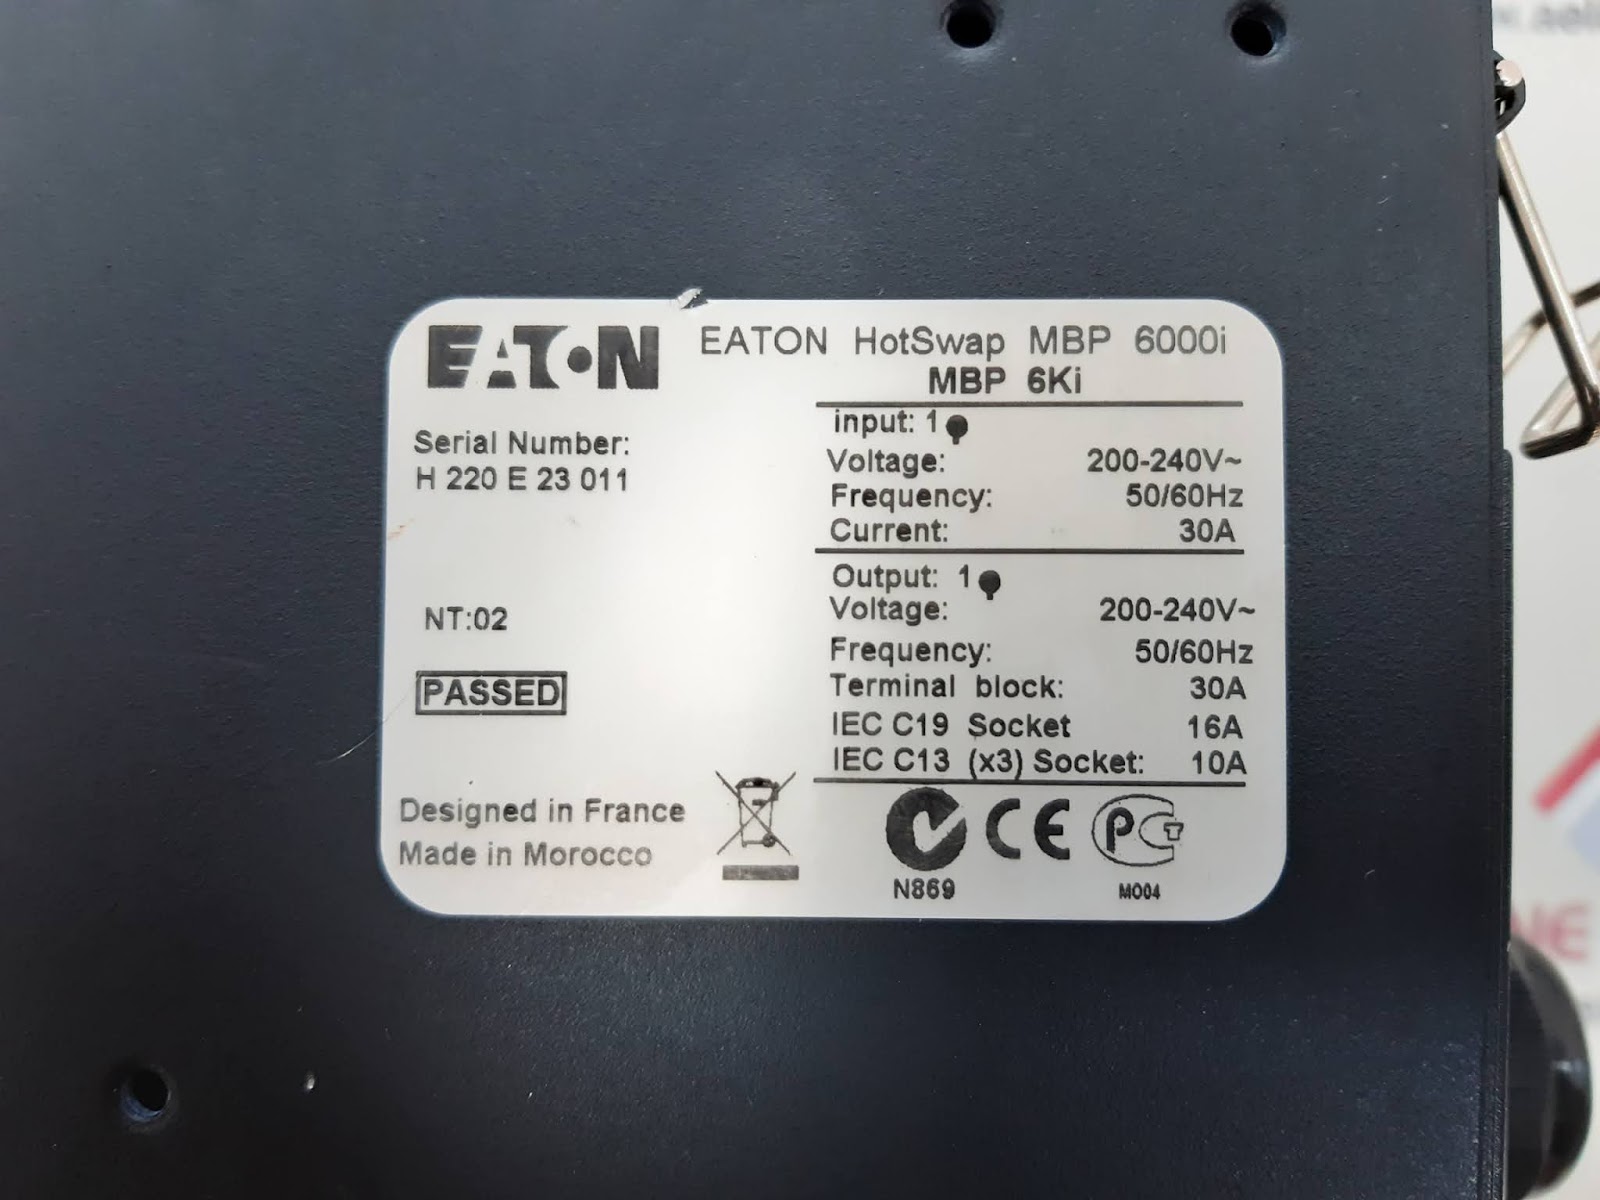 EATON
EATON HotSwap MBP 6000i
MBP 6Ki
Serial Number:
H 220 E 23 011
NT:02
PASSED
Designed in France
Made in Morocco
input: 1
Voltage: 200-240V~
Frequency: 50/60Hz
Current: 30A
Output: 1
Voltage: 200-240V~
Frequency: 50/60Hz
Terminal block: 30A
IEC C19 Socket 16A
IEC C13 (x3) Socket: 10A
CE
PCT
N869
MO04